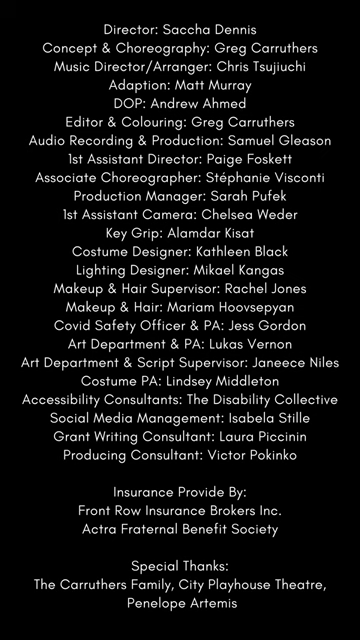 Director: Saccha Dennis
Concept & Choreography: Greg Carruthers
Music Director/Arranger: Chris Tsujiuchi
Adaption: Matt Murray
DOP: Andrew Ahmed
Editor & Colouring: Greg Carruthers
Audio Recording & Production: Samuel Gleason
1st Assistant Director: Paige Foskett
Associate Choreographer: Stéphanie Visconti
Production Manager: Sarah Pufek
1st Assistant Camera: Chelsea Weder
Key Grip: Alamdar Kisat
Costume Designer: Kathleen Black
Lighting Designer: Mikael Kangas
Makeup & Hair Supervisor: Rachel Jones
Makeup & Hair: Mariam Hoovsepyan
Covid Safety Officer & PA: Jess Gordon
Art Department & PA: Lukas Vernon
Art Department & Script Supervisor: Janeece Niles
Costume PA: Lindsey Middleton
Accessibility Consultants: The Disability Collective
Social Media Management: Isabela Stille
Grant Writing Consultant: Laura Piccinin
Producing Consultant: Victor Pokinko
Insurance Provide By:
Front Row Insurance Brokers Inc.
Actra Fraternal Benefit Society
Special Thanks:
The Carruthers Family, City Playhouse Theatre,
Penelope Artemis